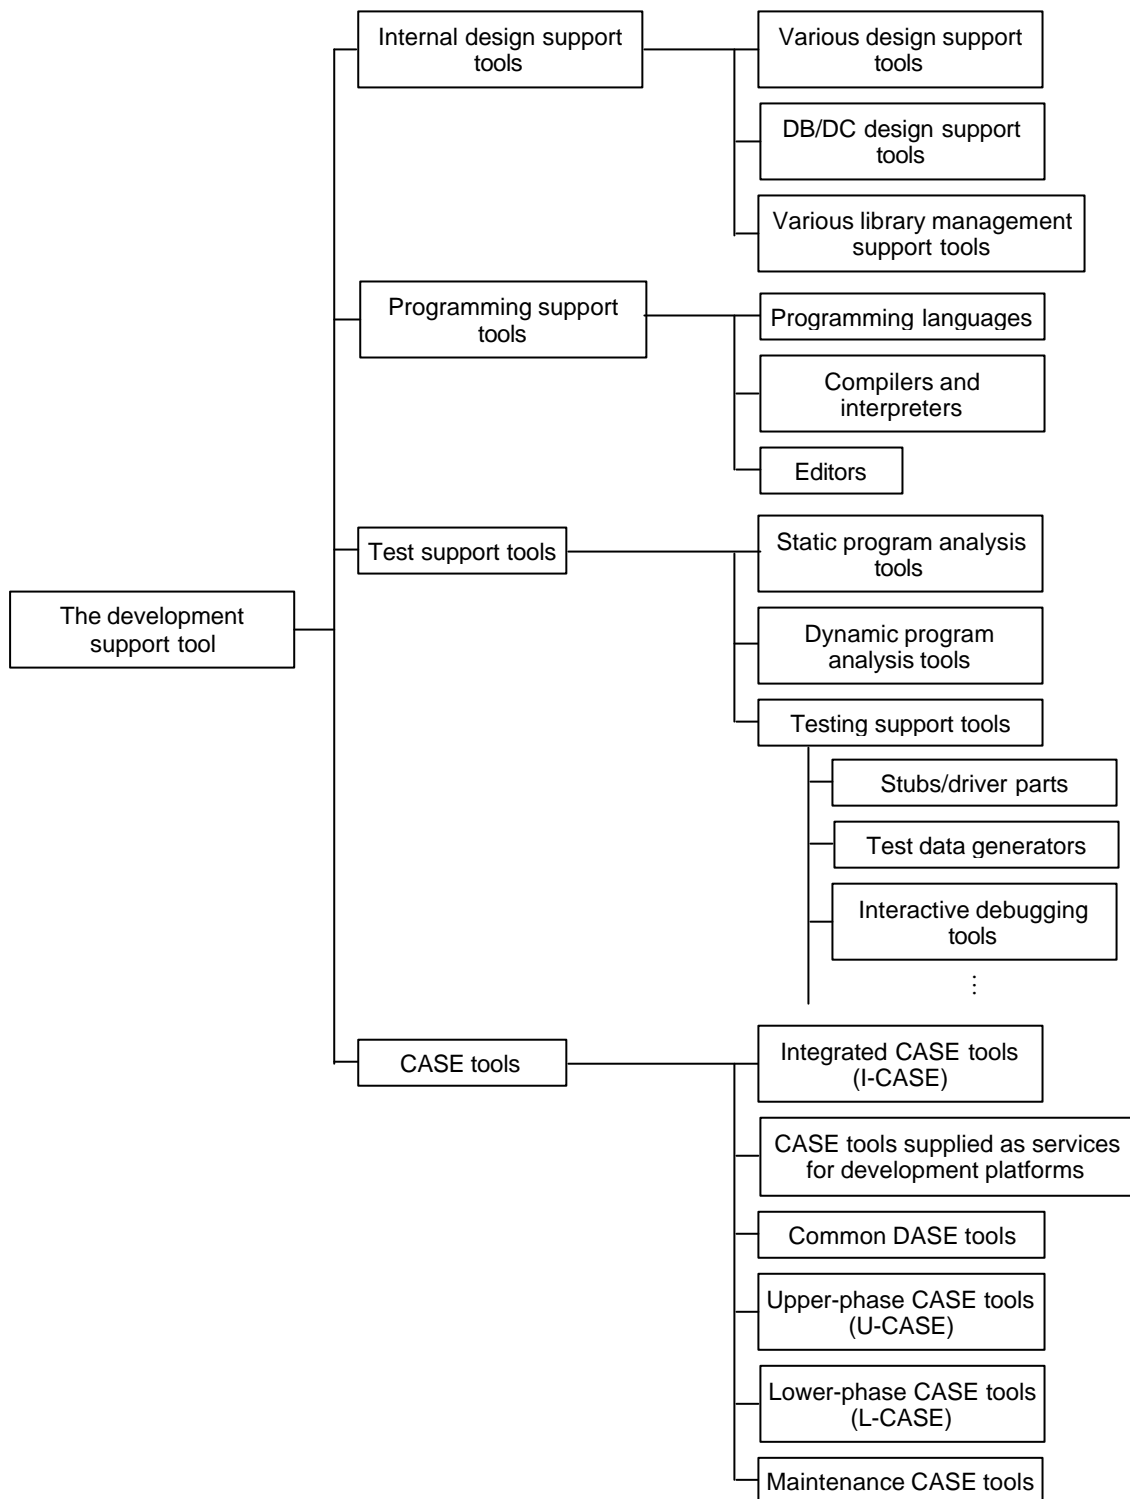 Internal design support
tools
Various design support
tools
DB/DC design support
tools
Various library management
support tools
Programming support
tools
Programming languages
Compilers and
interpreters
Editors
Test support tools
Static program analysis
tools
The development
support tool
Dynamic program
analysis tools
Testing support tools
Stubs/driver parts
Test data generators
Interactive debugging
tools
⋮
CASE tools
Integrated CASE tools
(I-CASE)
CASE tools supplied as services
for development platforms
Common DASE tools
Upper-phase CASE tools
(U-CASE)
Lower-phase CASE tools
(L-CASE)
Maintenance CASE tools